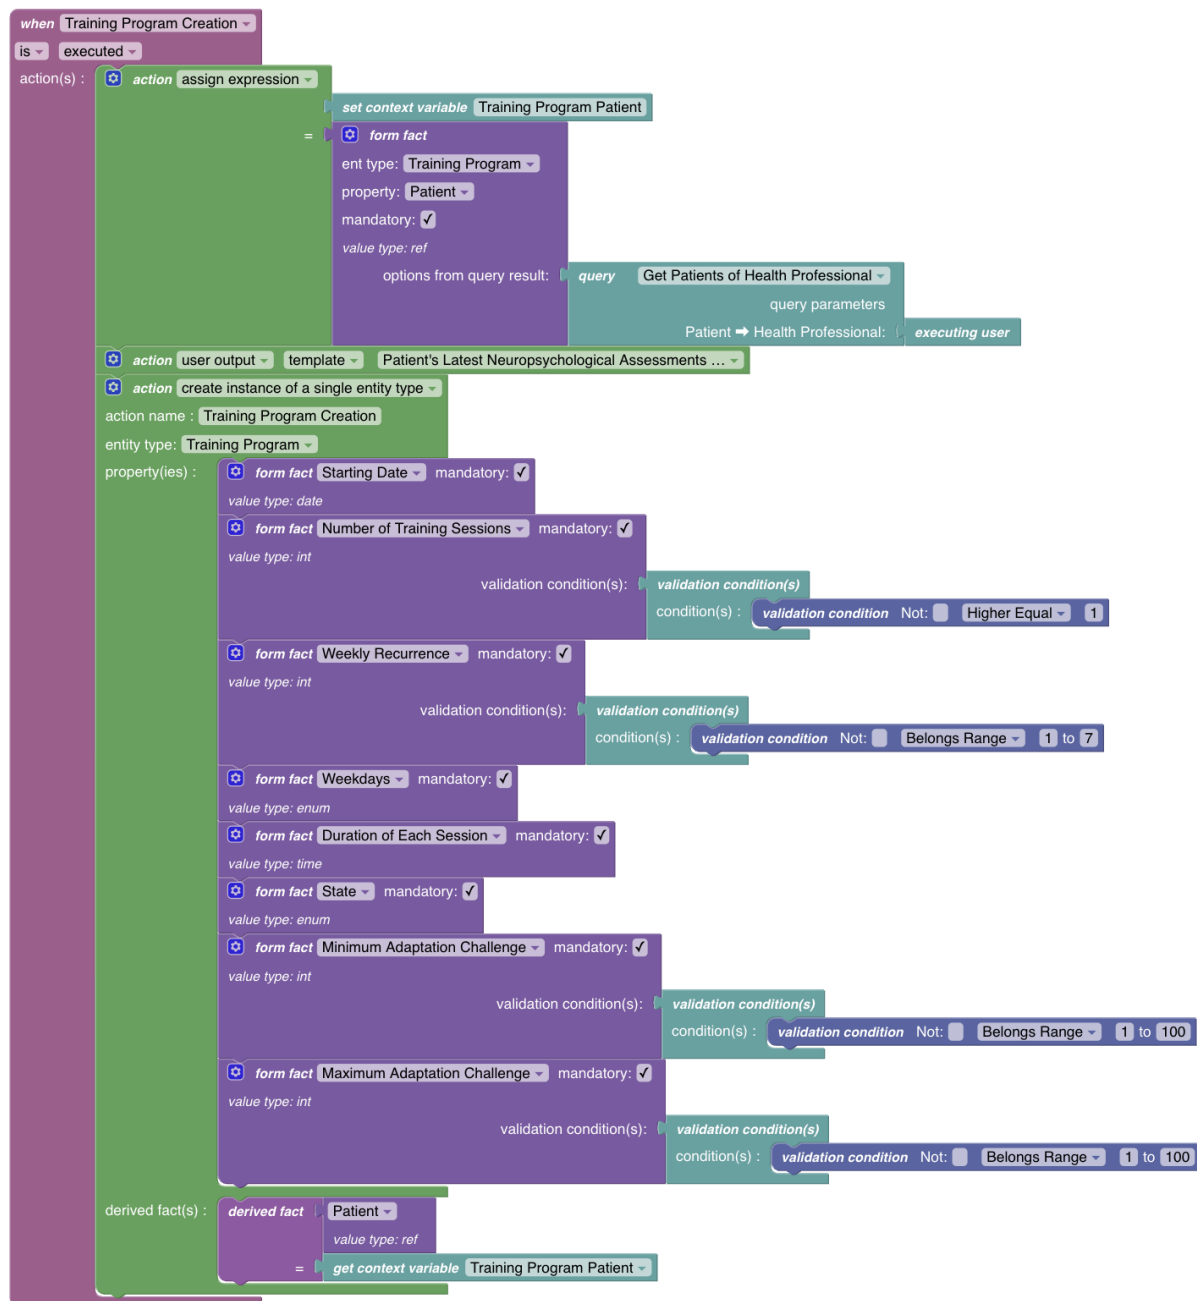 when Training Program Creation
is executed
action(s) : action assign expression
set context variable Training Program Patient
= form fact
ent type: Training Program
property: Patient
mandatory: ✓
value type: ref
options from query result: query Get Patients of Health Professional
query parameters
Patient ➡ Health Professional: executing user
action user output template Patient's Latest Neuropsychological Assessments ...
action create instance of a single entity type
action name : Training Program Creation
entity type: Training Program
property(ies) : form fact Starting Date mandatory: ✓
value type: date
form fact Number of Training Sessions mandatory: ✓
value type: int
validation condition(s): validation condition(s)
condition(s) : validation condition Not: Higher Equal 1
form fact Weekly Recurrence mandatory: ✓
value type: int
validation condition(s): validation condition(s)
condition(s) : validation condition Not: Belongs Range 1 to 7
form fact Weekdays mandatory: ✓
value type: enum
form fact Duration of Each Session mandatory: ✓
value type: time
form fact State mandatory: ✓
value type: enum
form fact Minimum Adaptation Challenge mandatory: ✓
value type: int
validation condition(s): validation condition(s)
condition(s) : validation condition Not: Belongs Range 1 to 100
form fact Maximum Adaptation Challenge mandatory: ✓
value type: int
validation condition(s): validation condition(s)
condition(s) : validation condition Not: Belongs Range 1 to 100
derived fact(s) : derived fact Patient
value type: ref
= get context variable Training Program Patient